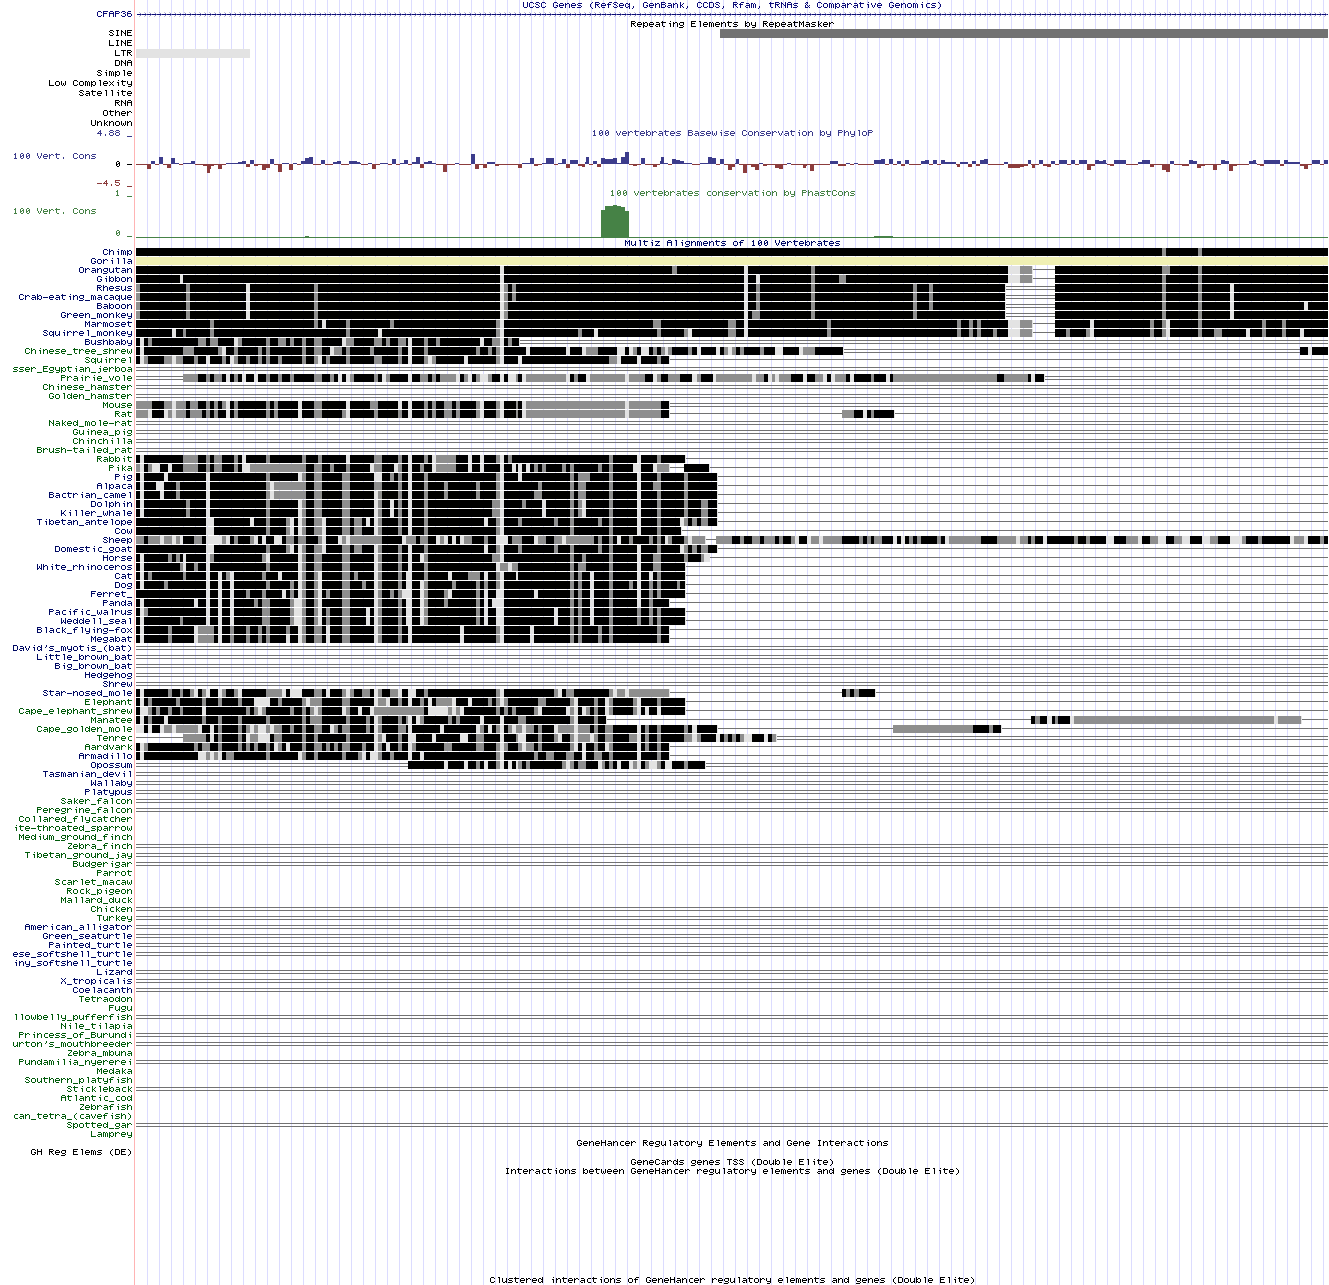 UCSC Genes (RefSeq, GenBank, CCDS, Rfam, tRNAs & Comparative Genomics)
CFAP36
Repeating Elements by RepeatMasker
SINE
LINE
LTR
DNA
Simple
Low Complexity
Satellite
RNA
Other
Unknown
4.88 _
100 vertebrates Basewise Conservation by PhyloP
100 Vert. Cons
0 _
-4.5 _
1 _
100 vertebrates conservation by PhastCons
100 Vert. Cons
0 _
Multiz Alignments of 100 Vertebrates
Chimp
Gorilla
Orangutan
Gibbon
Rhesus
Crab-eating_macaque
Baboon
Green_monkey
Marmoset
Squirrel_monkey
Bushbaby
Chinese_tree_shrew
Squirrel
sser_Egyptian_jerboa
Prairie_vole
Chinese_hamster
Golden_hamster
Mouse
Rat
Naked_mole-rat
Guinea_pig
Chinchilla
Brush-tailed_rat
Rabbit
Pika
Pig
Alpaca
Bactrian_camel
Dolphin
Killer_whale
Tibetan_antelope
Cow
Sheep
Domestic_goat
Horse
White_rhinoceros
Cat
Dog
Ferret_
Panda
Pacific_walrus
Weddell_seal
Black_flying-fox
Megabat
David's_myotis_(bat)
Little_brown_bat
Big_brown_bat
Hedgehog
Shrew
Star-nosed_mole
Elephant
Cape_elephant_shrew
Manatee
Cape_golden_mole
Tenrec
Aardvark
Armadillo
Opossum
Tasmanian_devil
Wallaby
Platypus
Saker_falcon
Peregrine_falcon
Collared_flycatcher
ite-throated_sparrow
Medium_ground_finch
Zebra_finch
Tibetan_ground_jay
Budgerigar
Parrot
Scarlet_macaw
Rock_pigeon
Mallard_duck
Chicken
Turkey
American_alligator
Green_seaturtle
Painted_turtle
ese_softshell_turtle
iny_softshell_turtle
Lizard
X_tropicalis
Coelacanth
Tetraodon
Fugu
llowbelly_pufferfish
Nile_tilapia
Princess_of_Burundi
urton's_mouthbreeder
Zebra_mbuna
Pundamilia_nyererei
Medaka
Southern_platyfish
Stickleback
Atlantic_cod
Zebrafish
can_tetra_(cavefish)
Spotted_gar
Lamprey
GeneHancer Regulatory Elements and Gene Interactions
GH Reg Elems (DE)
GeneCards genes TSS (Double Elite)
Interactions between GeneHancer regulatory elements and genes (Double Elite)
Clustered interactions of GeneHancer regulatory elements and genes (Double Elite)